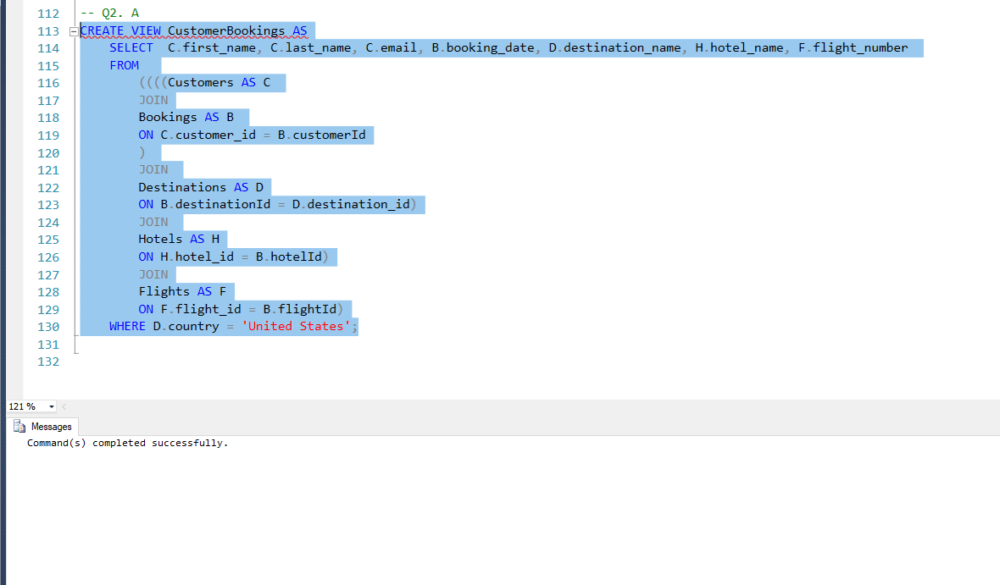 112 -- Q2. A
113 CREATE VIEW CustomerBookings AS
114 SELECT C.first_name, C.last_name, C.email, B.booking_date, D.destination_name, H.hotel_name, F.flight_number
115 FROM
116 ((((Customers AS C
117 JOIN
118 Bookings AS B
119 ON C.customer_id = B.customerId
120 )
121 JOIN
122 Destinations AS D
123 ON B.destinationId = D.destination_id)
124 JOIN
125 Hotels AS H
126 ON H.hotel_id = B.hotelId)
127 JOIN
128 Flights AS F
129 ON F.flight_id = B.flightId)
130 WHERE D.country = 'United States';
131
132
121 %
Messages
Command(s) completed successfully.